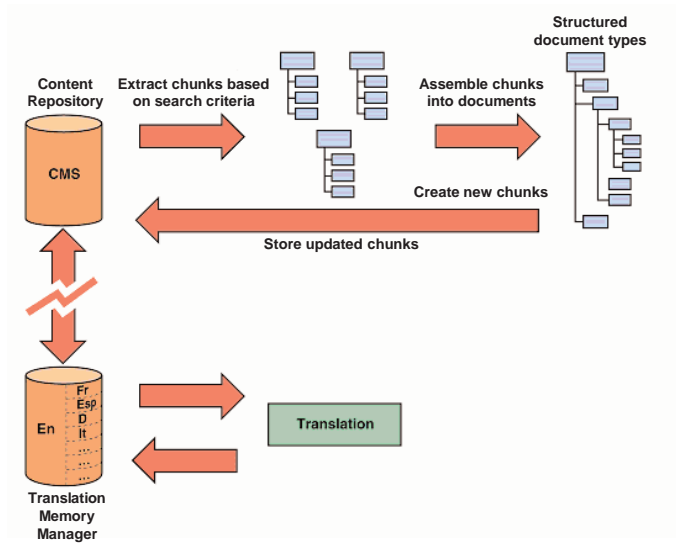 Structured
document types
Content
Repository
Extract chunks based
on search criteria
Assemble chunks
into documents
CMS
Create new chunks
Store updated chunks
En
Fr
Esp
D
It
...
...
...
Translation
Translation
Memory
Manager